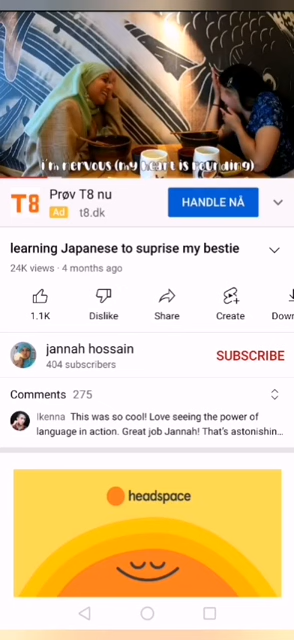 i'm nervous (my heart is pounding)
T8
Prøv T8 nu
Ad t8.dk
HANDLE NÅ
learning Japanese to suprise my bestie
24K views · 4 months ago
1.1K Dislike Share Create Down
jannah hossain
404 subscribers
SUBSCRIBE
Comments 275
Ikenna This was so cool! Love seeing the power of
language in action. Great job Jannah! That's astonishin...
headspace